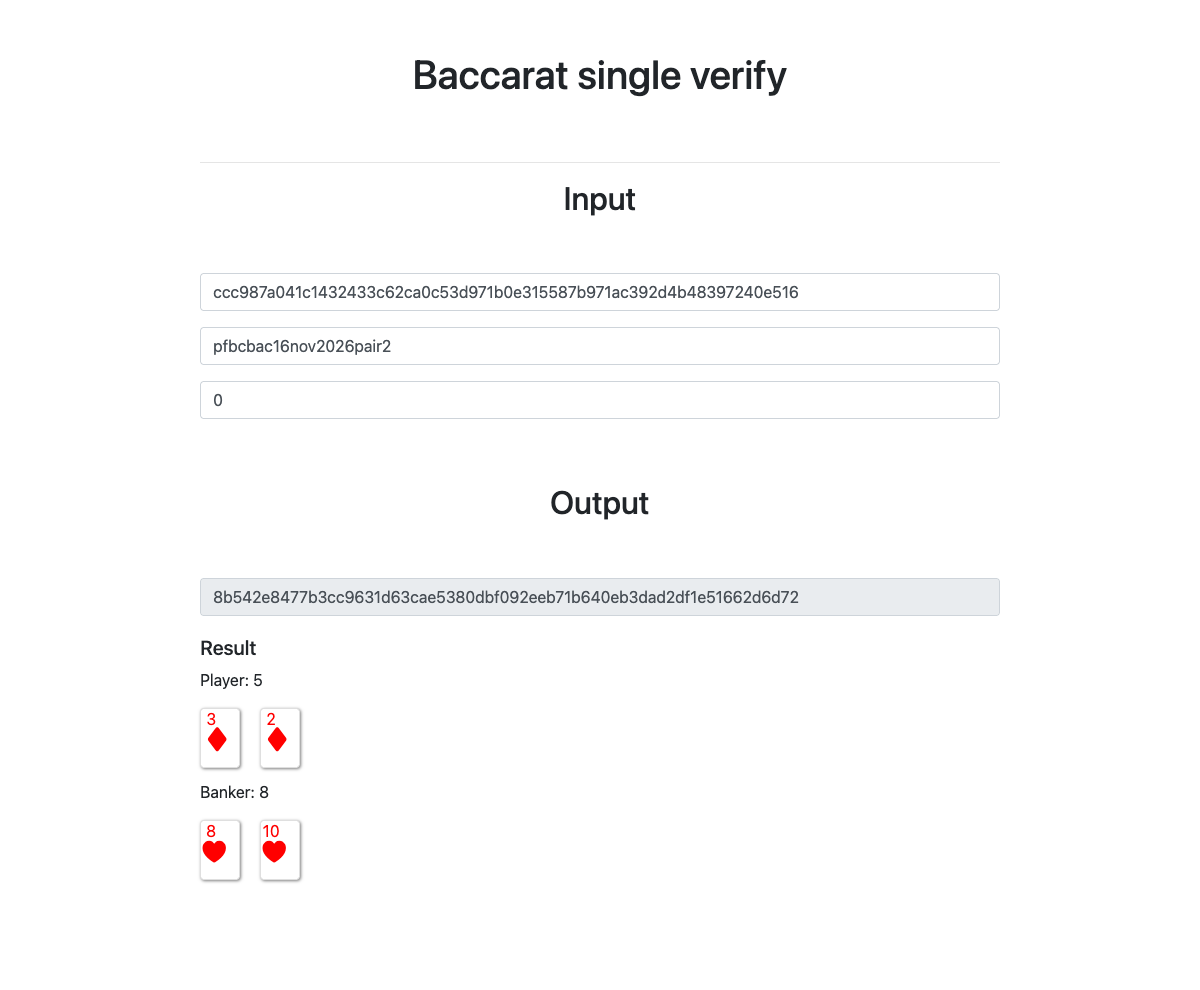 Baccarat single verify
Input
ccc987a041c1432433c62ca0c53d971b0e315587b971ac392d4b48397240e516
pfbcbac16nov2026pair2
0
Output
8b542e8477b3cc9631d63cae5380dbf092eeb71b640eb3dad2df1e51662d6d72
Result
Player: 5
3 2
Banker: 8
8 10